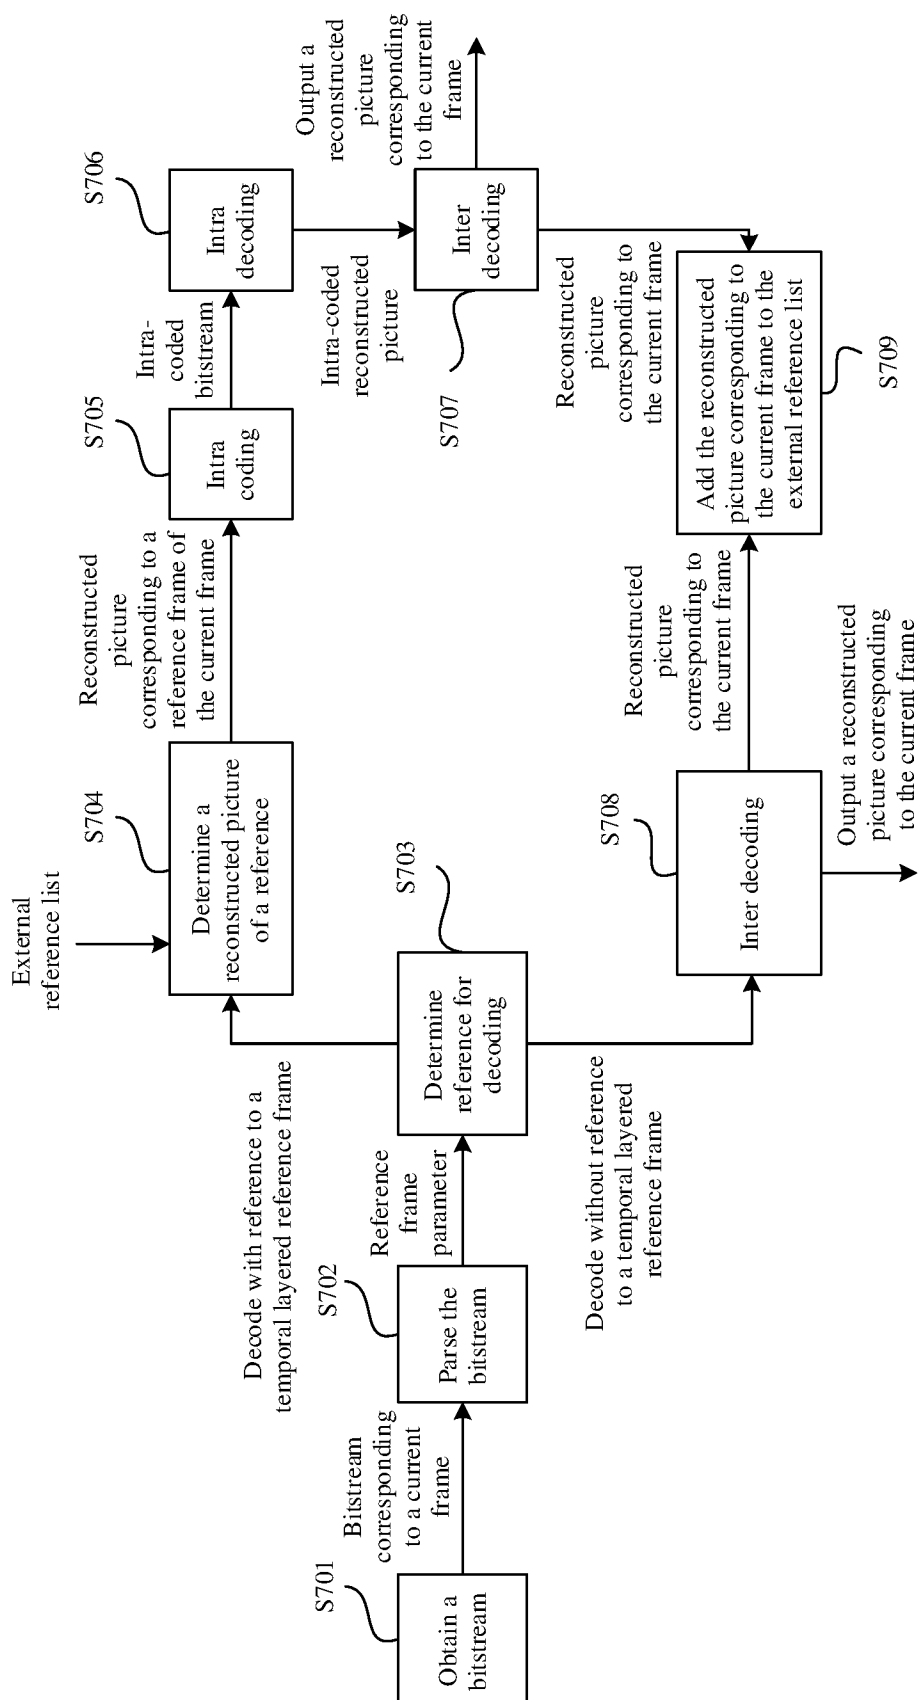 S701
Obtain a
bitstream
Bitstream
corresponding
to a current
frame
S702
Parse the
bitstream
Reference
frame
parameter
S703
Determine
reference for
decoding
Decode with reference to a
temporal layered reference frame
External
reference list
S704
Determine a
reconstructed picture
of a reference
Reconstructed
picture
corresponding to a
reference frame of
the current frame
S705
Intra
coding
Intra-
coded
bitstream
S706
Intra
decoding
Intra-coded
reconstructed
picture
S707
Inter
decoding
Output a
reconstructed
picture
corresponding
to the current
frame
Reconstructed
picture
corresponding to
the current frame
Decode without reference
to a temporal layered
reference frame
S708
Inter decoding
Output a reconstructed
picture corresponding
to the current frame
Reconstructed
picture
corresponding to
the current frame
Add the reconstructed
picture corresponding to
the current frame to the
external reference list
S709